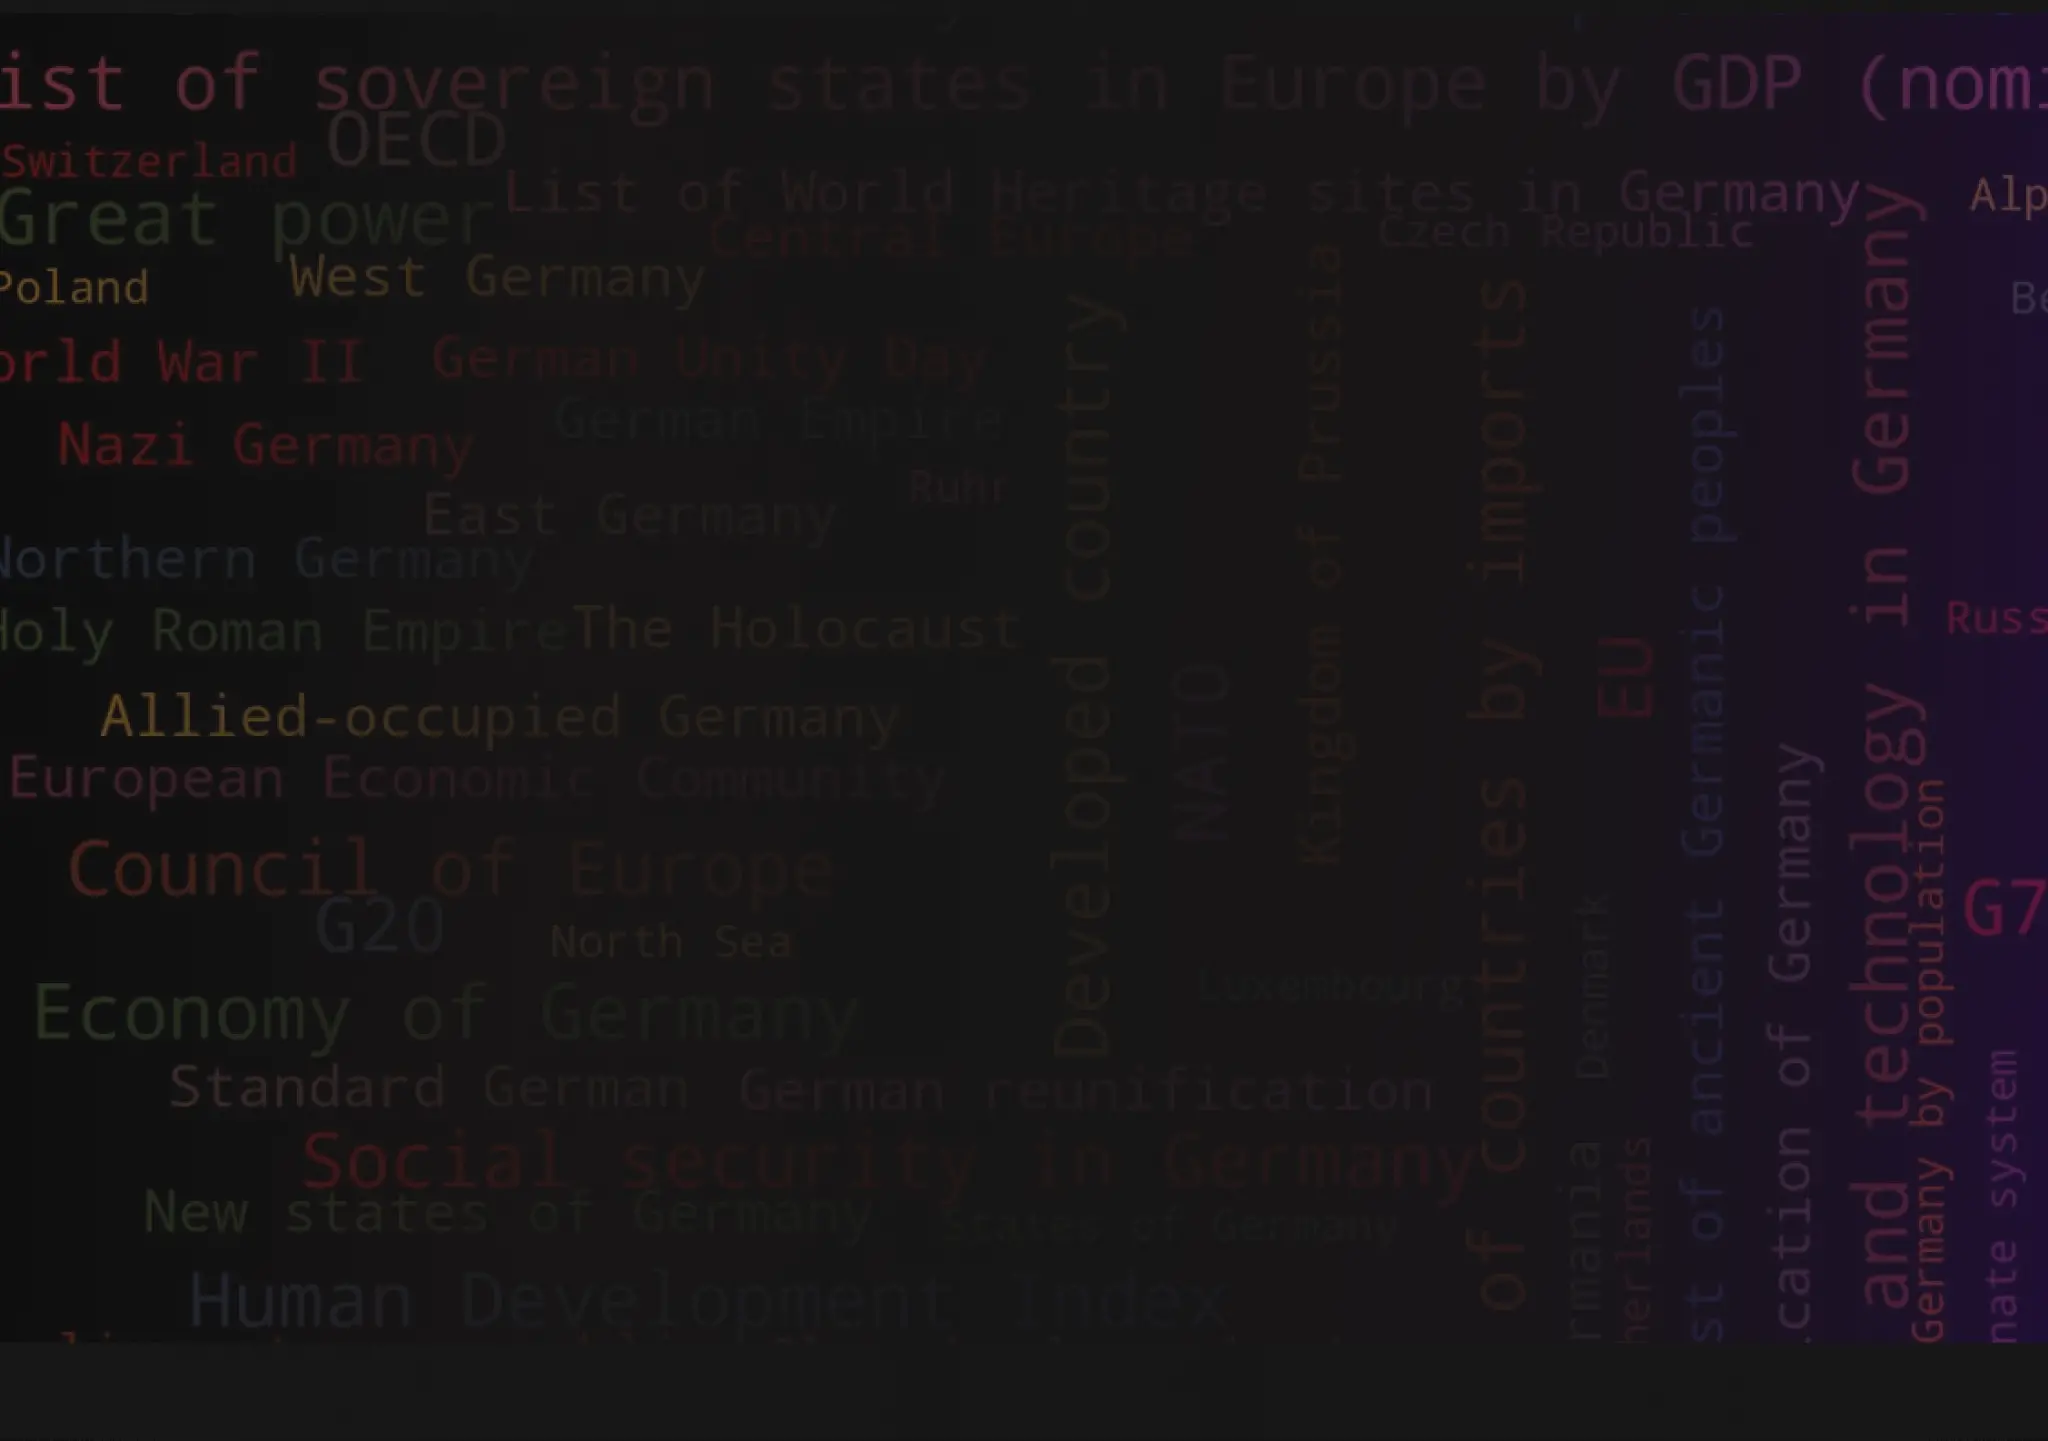 ist of sovereign states in Europe by GDP (nomi
OECD
Switzerland
List of World Heritage sites in Germany
Alp
Great power
Central Europe
Czech Republic
Poland
West Germany
Be
orld War II
German Unity Day
German Empire
Nazi Germany
Ruhr
East Germany
Northern Germany
Holy Roman Empire
The Holocaust
Russ
Allied-occupied Germany
European Economic Community
Council of Europe
G7
G20
North Sea
Economy of Germany
Luxembourg
Standard German
German reunification
Social security in Germany
New states of Germany
States of Germany
Human Development Index
Developed country
NATO
Kingdom of Prussia
of countries by imports
Denmark
rmania
EU
herlands
st of ancient Germanic peoples
cation of Germany
and technology in Germany
Germany by population
nate system